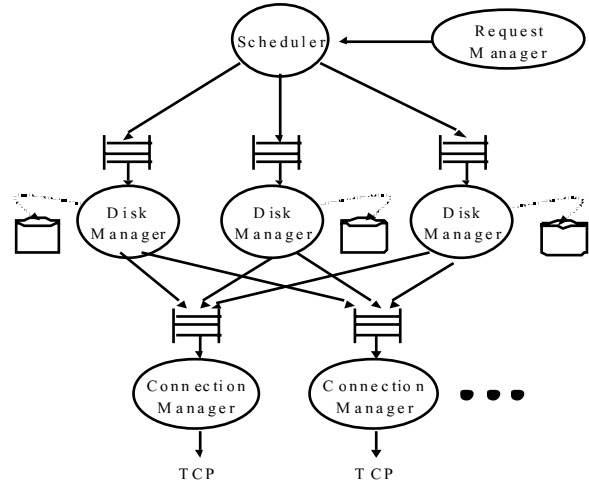 Scheduler
Request
Manager
Disk
Manager
Disk
Manager
Disk
Manager
Connection
Manager
Connection
Manager
TCP
TCP